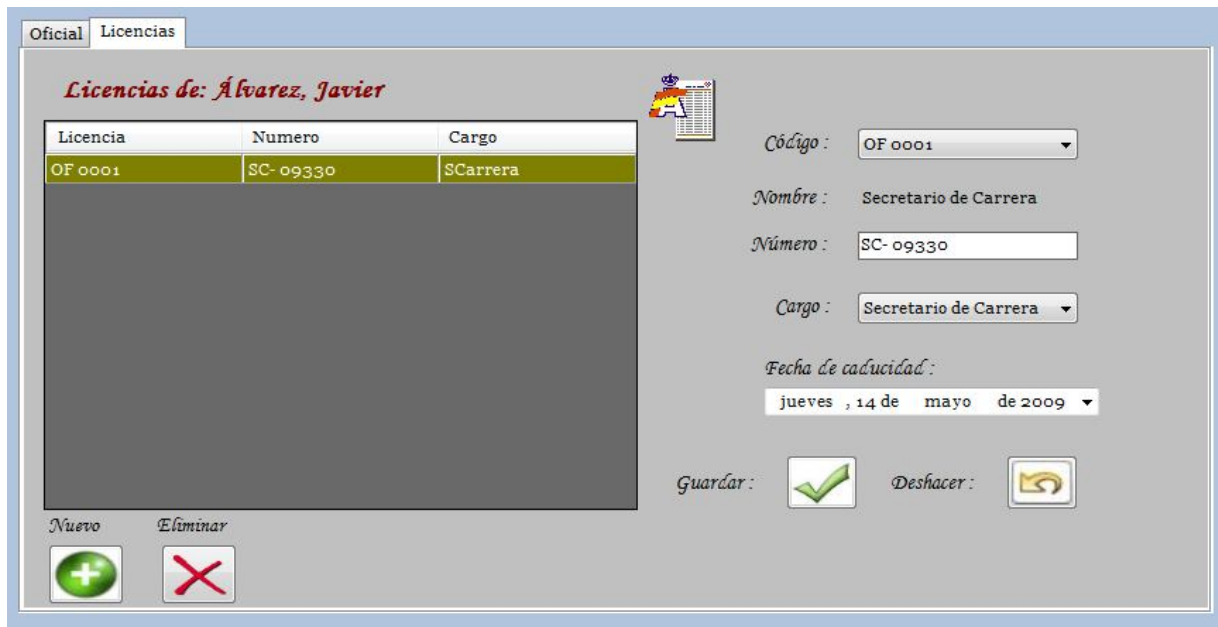 Oficial Licencias
Licencias de: Álvarez, Javier
Licencia Numero Cargo
OF 0001 SC- 09330 SCarrera
Código : OF 0001
Nombre : Secretario de Carrera
Número : SC- 09330
Cargo : Secretario de Carrera
Fecha de caducidad :
jueves , 14 de mayo de 2009
Guardar : Deshacer :
Nuevo Eliminar